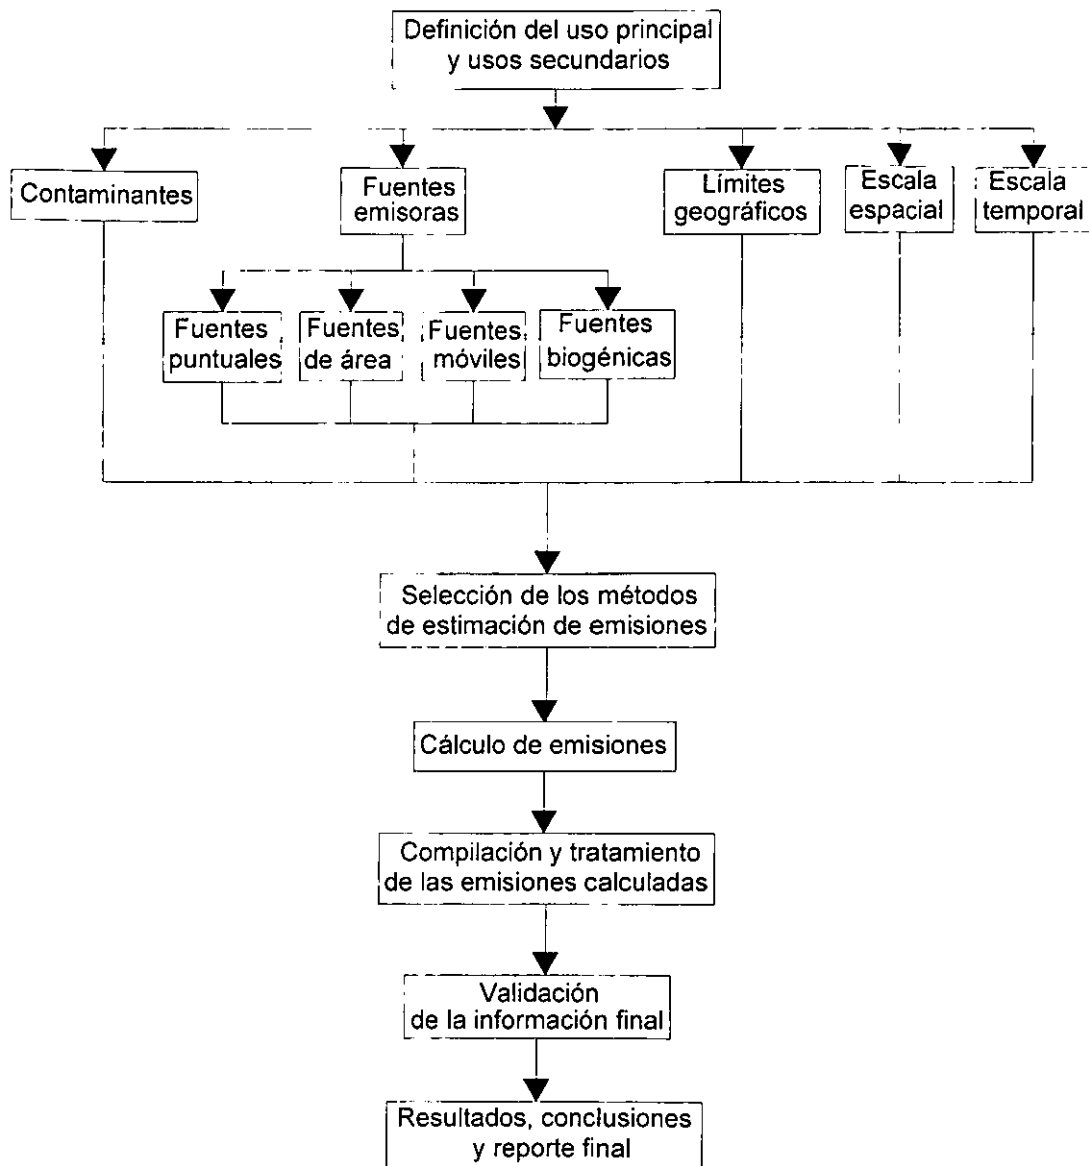 Definición del uso principal
y usos secundarios
Contaminantes
Fuentes
emisoras
Límites
geográficos
Escala
espacial
Escala
temporal
Fuentes
puntuales
Fuentes
de área
Fuentes
móviles
Fuentes
biogénicas
Selección de los métodos
de estimación de emisiones
Cálculo de emisiones
Compilación y tratamiento
de las emisiones calculadas
Validación
de la información final
Resultados, conclusiones
y reporte final